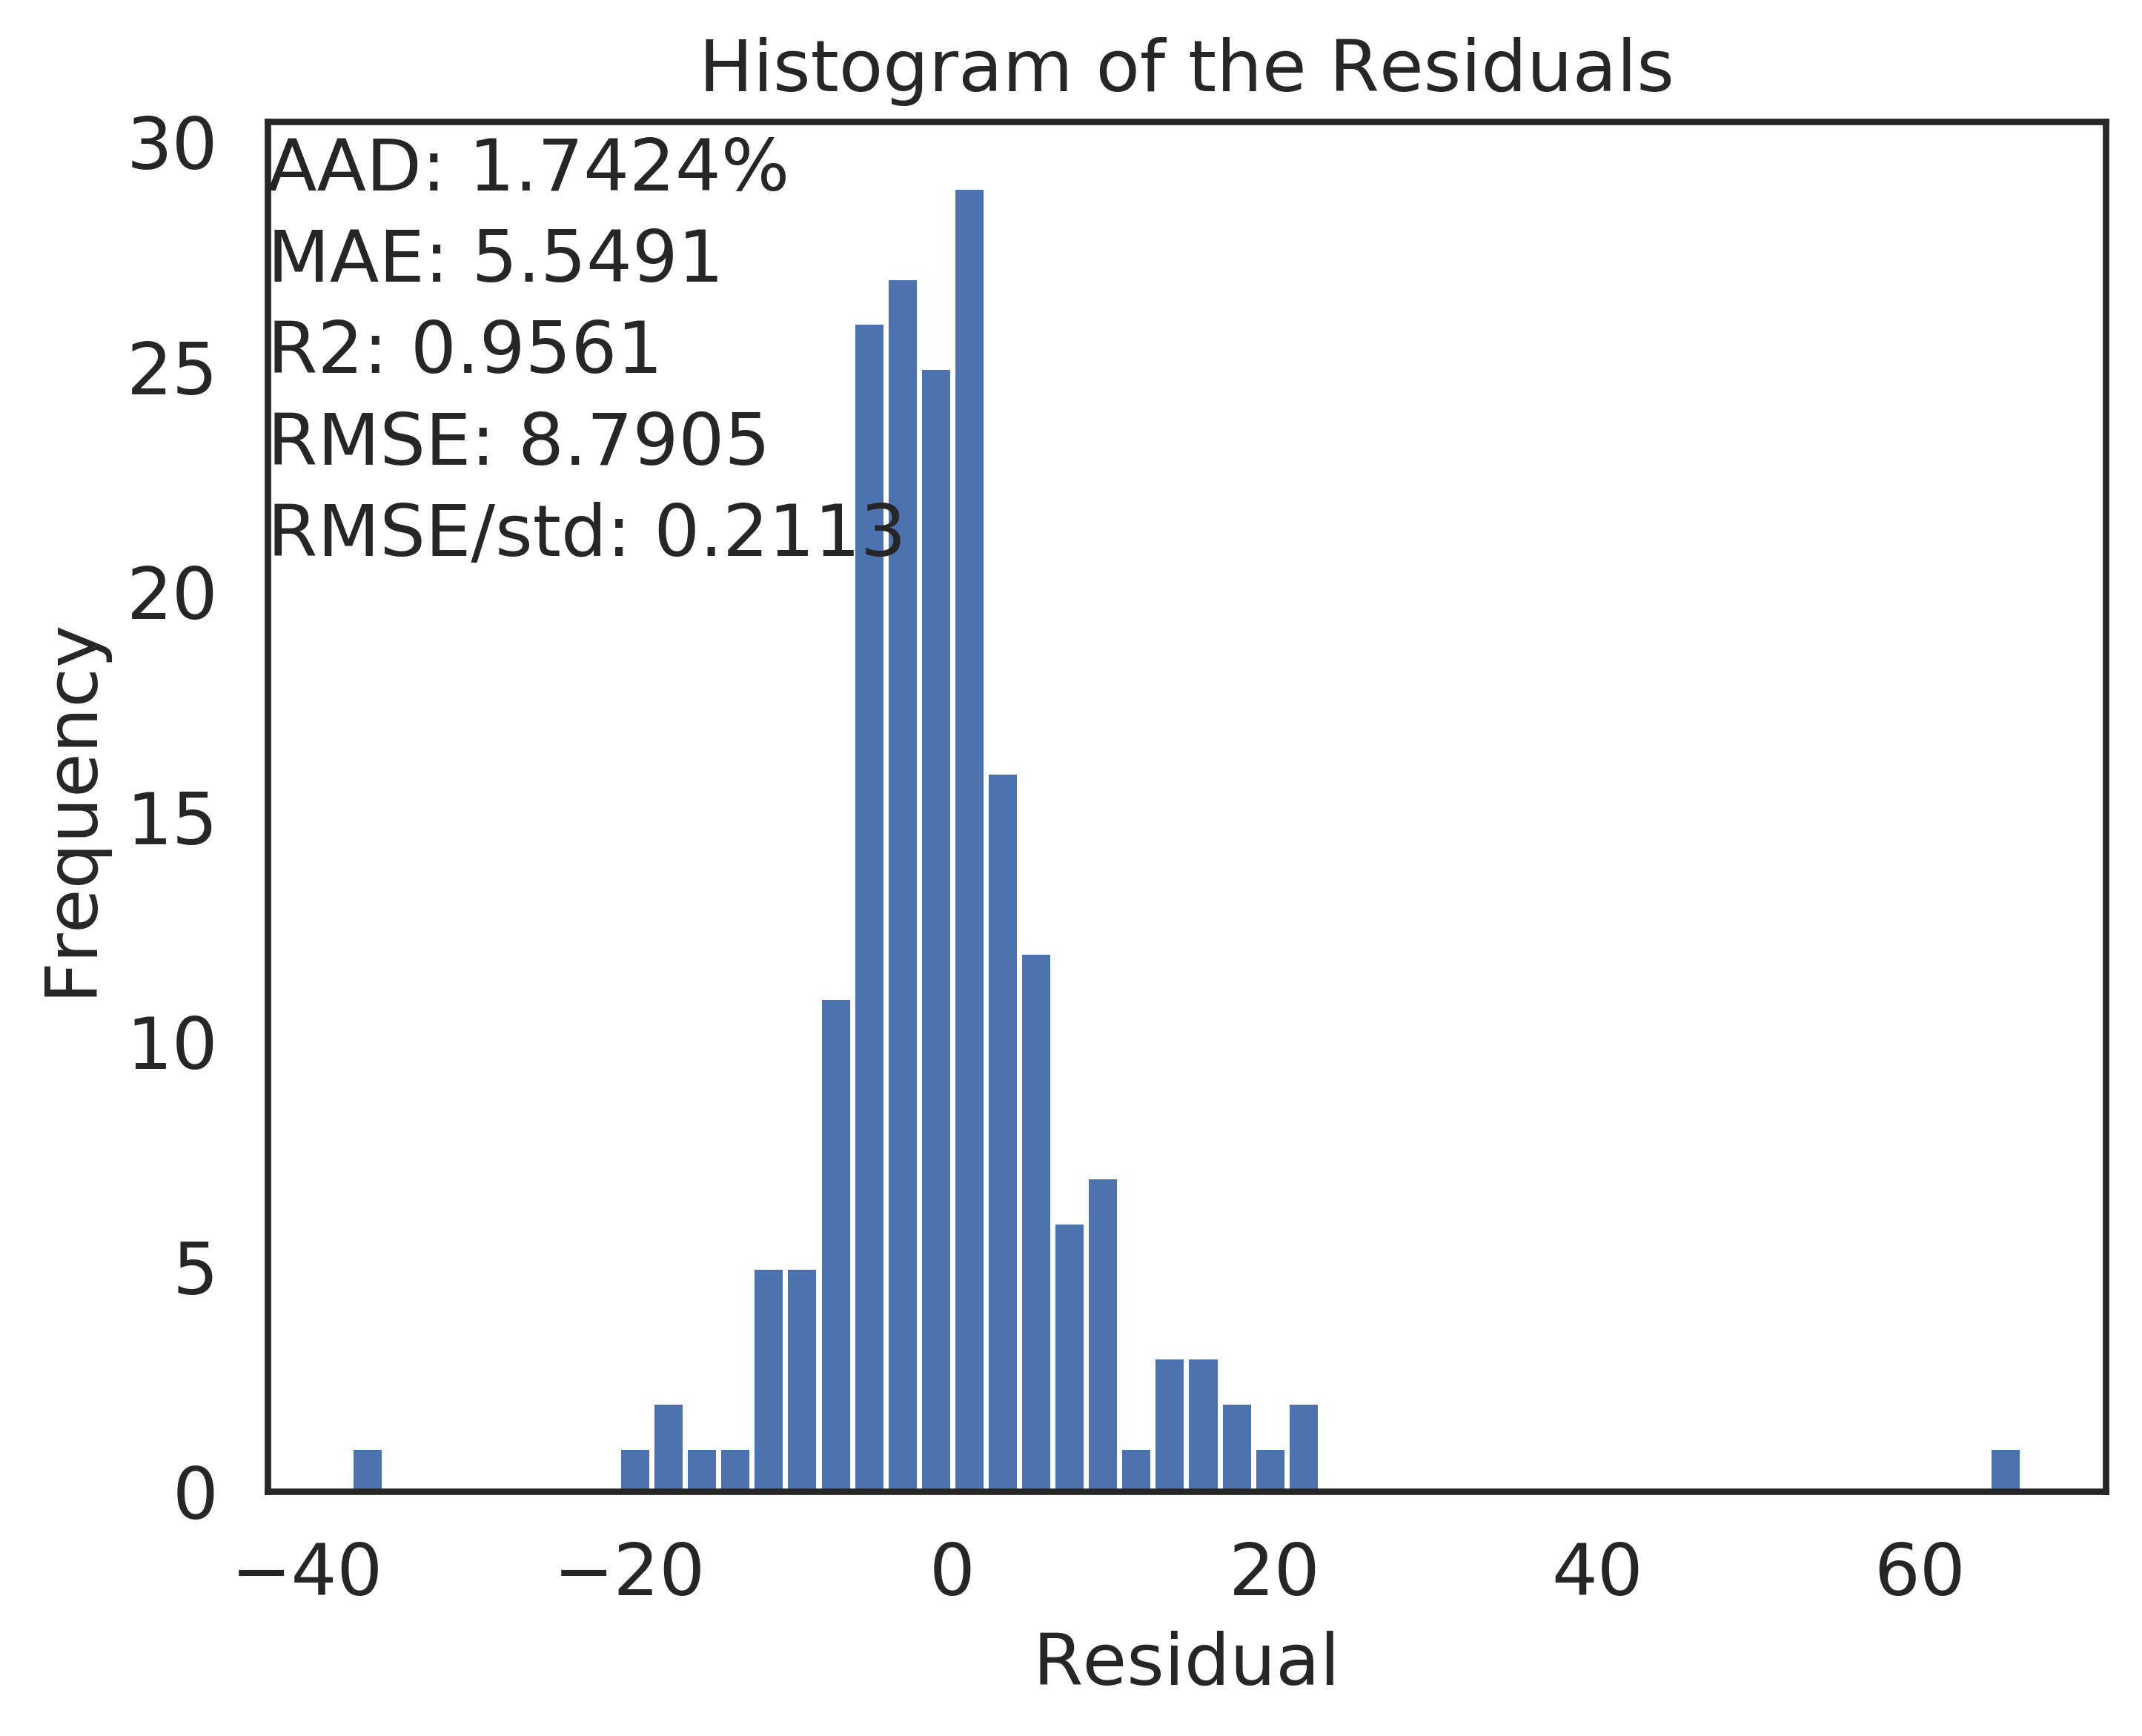 Histogram of the Residuals
30
25
20
15
10
5
0
Frequency
AAD: 1.7424%
MAE: 5.5491
R2: 0.9561
RMSE: 8.7905
RMSE/std: 0.2113
−40 −20 0 20 40 60
Residual